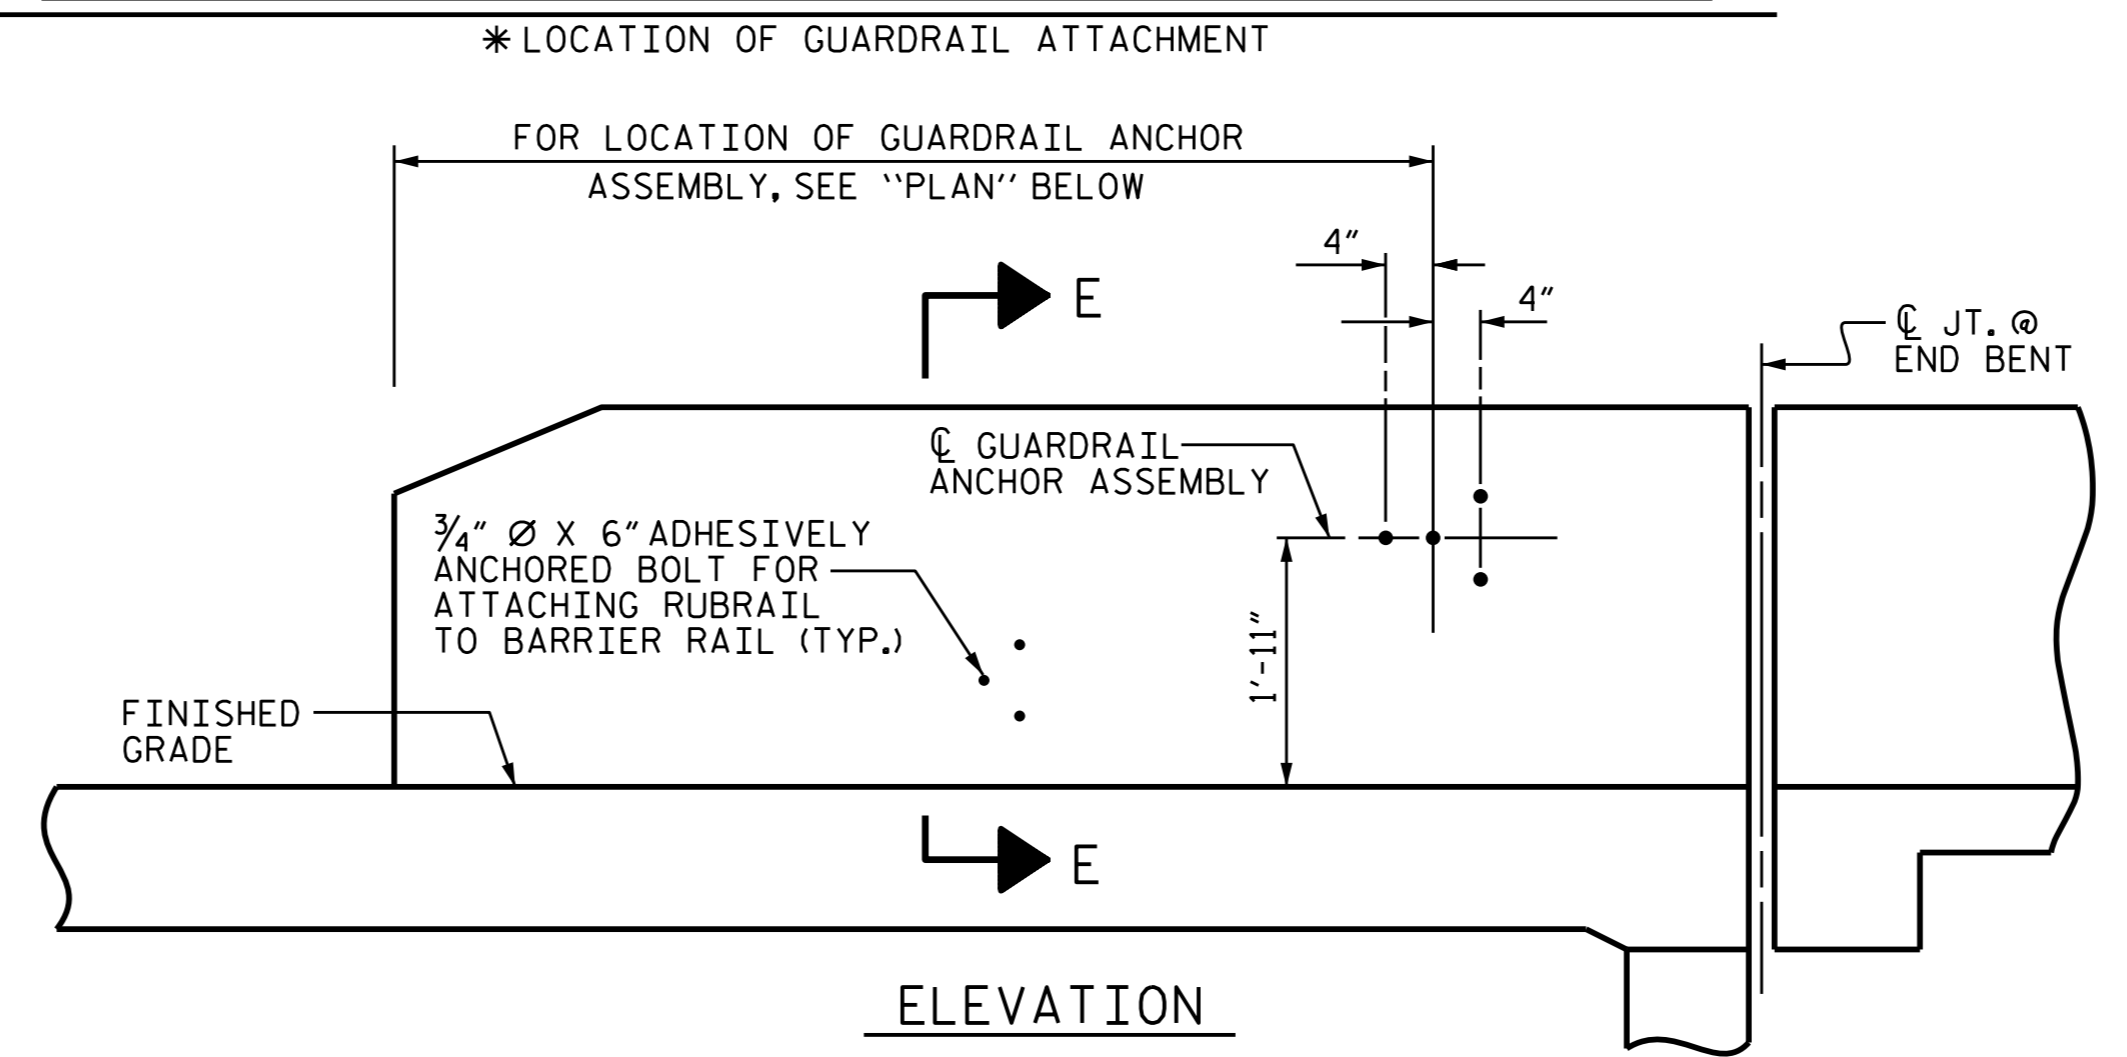 * LOCATION OF GUARDRAIL ATTACHMENT
FOR LOCATION OF GUARDRAIL ANCHOR
ASSEMBLY, SEE "PLAN" BELOW
4"
E
4"
℄ JT. @
END BENT
℄ GUARDRAIL
ANCHOR ASSEMBLY
¾" Ø X 6" ADHESIVELY
ANCHORED BOLT FOR
ATTACHING RUBRAIL
TO BARRIER RAIL (TYP.)
1'-11"
FINISHED
GRADE
E
ELEVATION